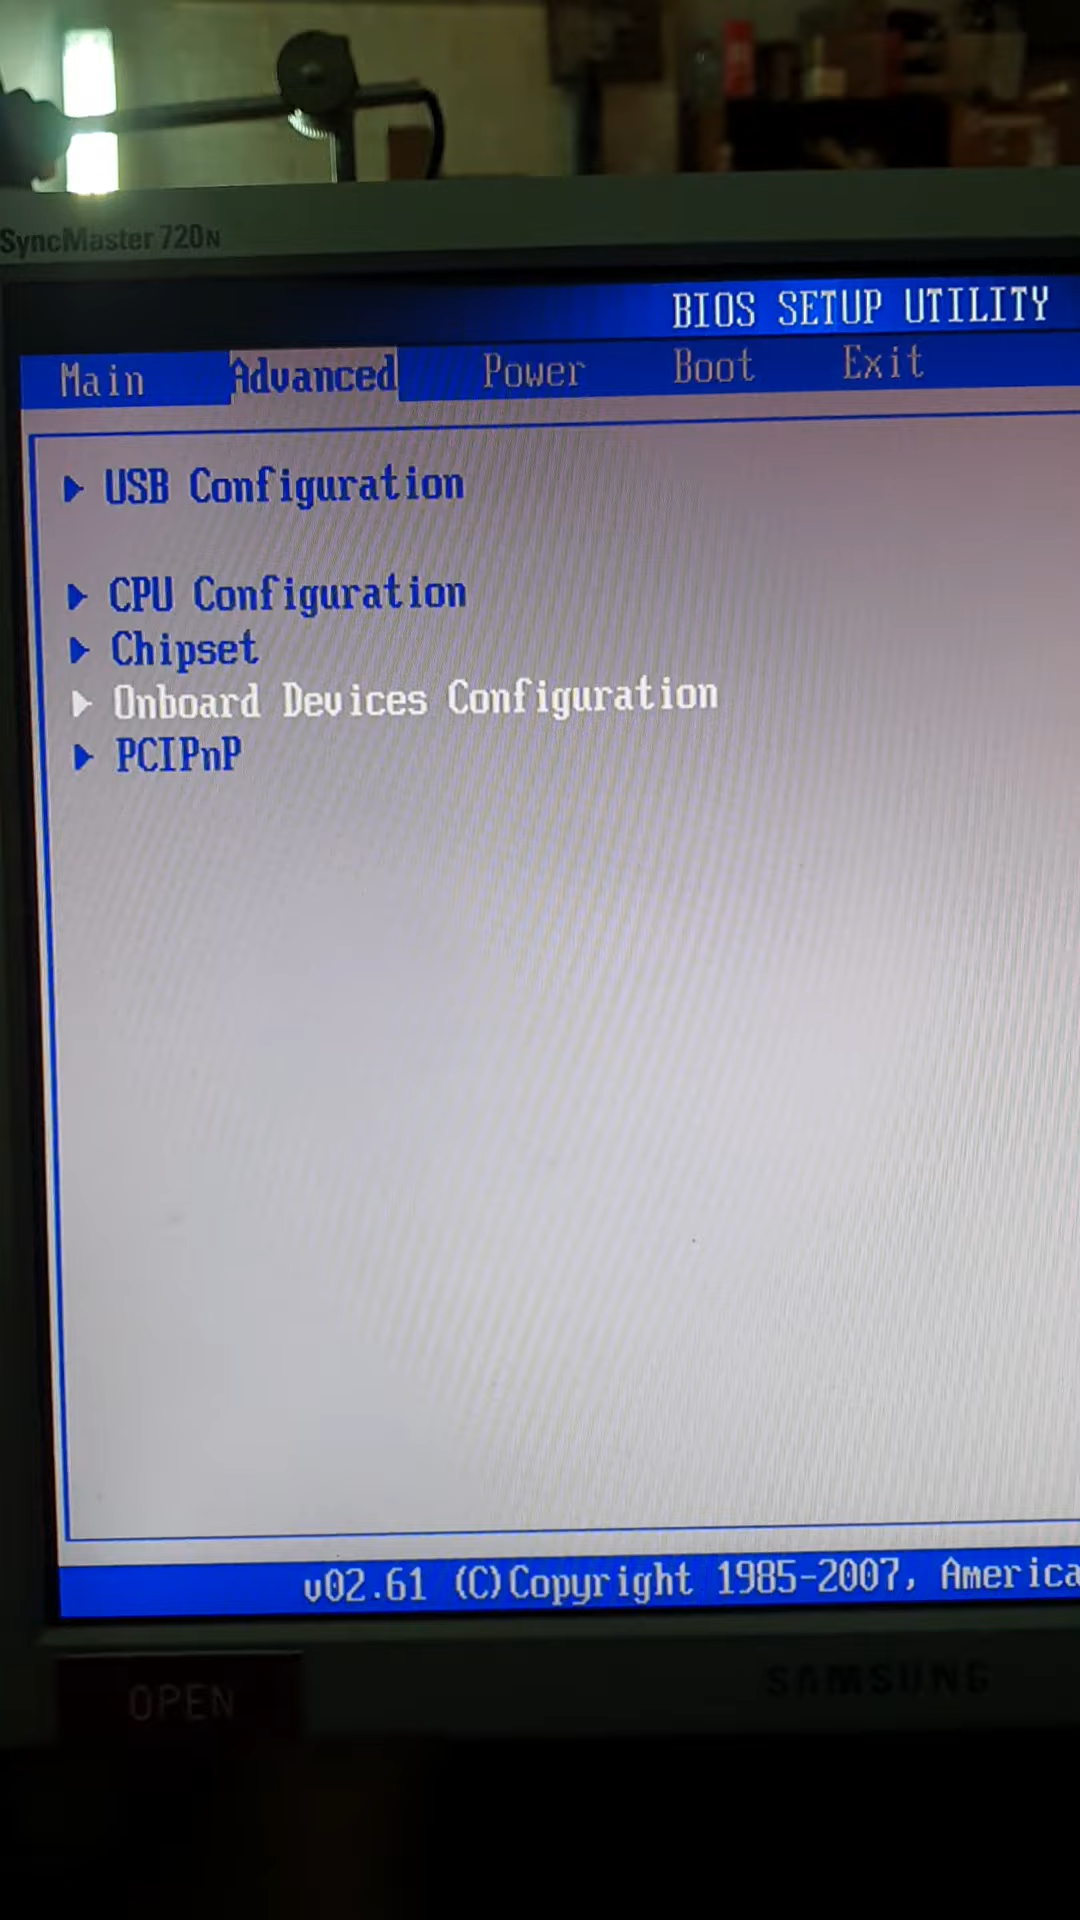 SyncMaster 720N
BIOS SETUP UTILITY
Main Advanced Power Boot Exit
USB Configuration
CPU Configuration
Chipset
Onboard Devices Configuration
PCIPnP
v02.61 (C)Copyright 1985-2007, America
SAMSUNG
OPEN